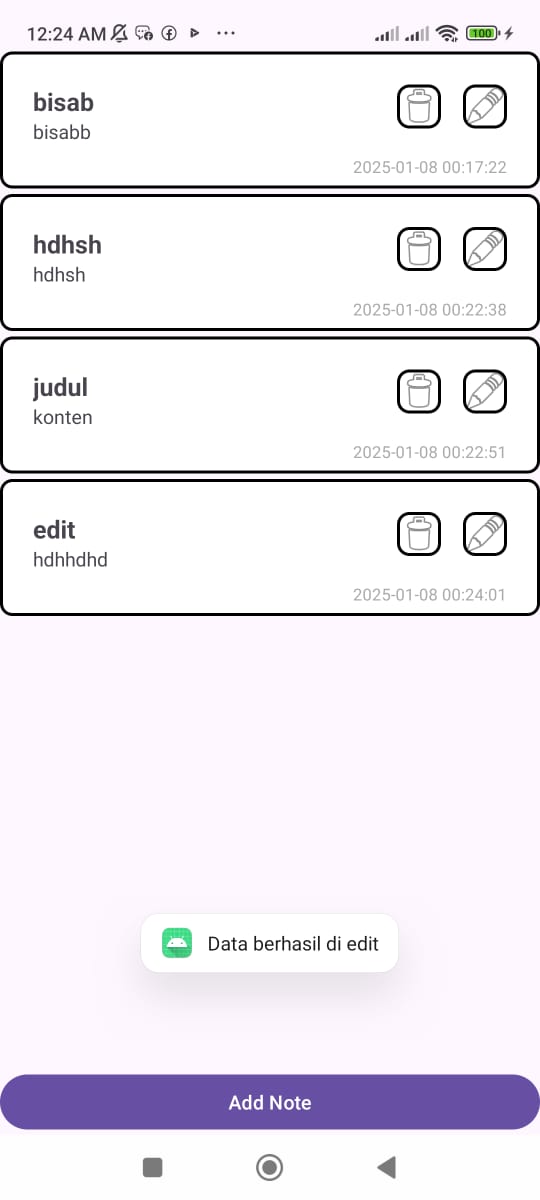 12:24 AM
100
bisab
bisabb
2025-01-08 00:17:22
hdhsh
hdhsh
2025-01-08 00:22:38
judul
konten
2025-01-08 00:22:51
edit
hdhhdhd
2025-01-08 00:24:01
Data berhasil di edit
Add Note